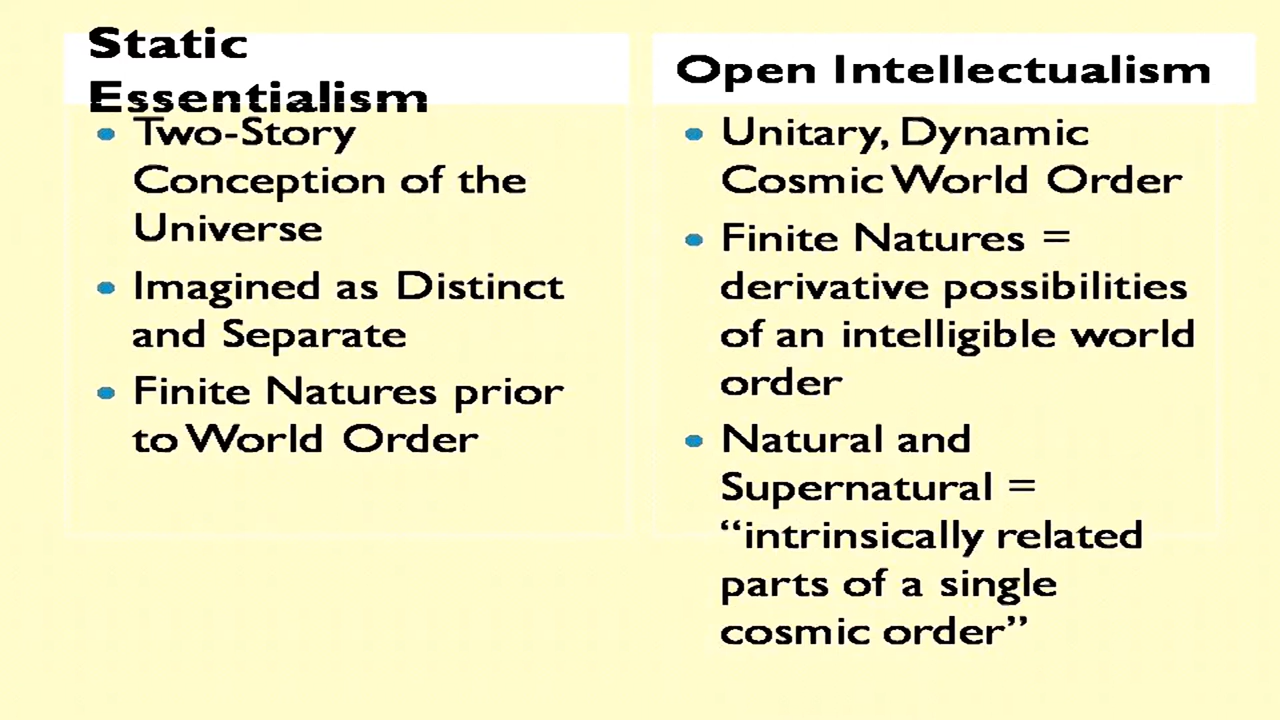 Static
Essentialism
• Two-Story
Conception of the
Universe
• Imagined as Distinct
and Separate
• Finite Natures prior
to World Order
Open Intellectualism
• Unitary, Dynamic
Cosmic World Order
• Finite Natures =
derivative possibilities
of an intelligible world
order
• Natural and
Supernatural =
“intrinsically related
parts of a single
cosmic order”